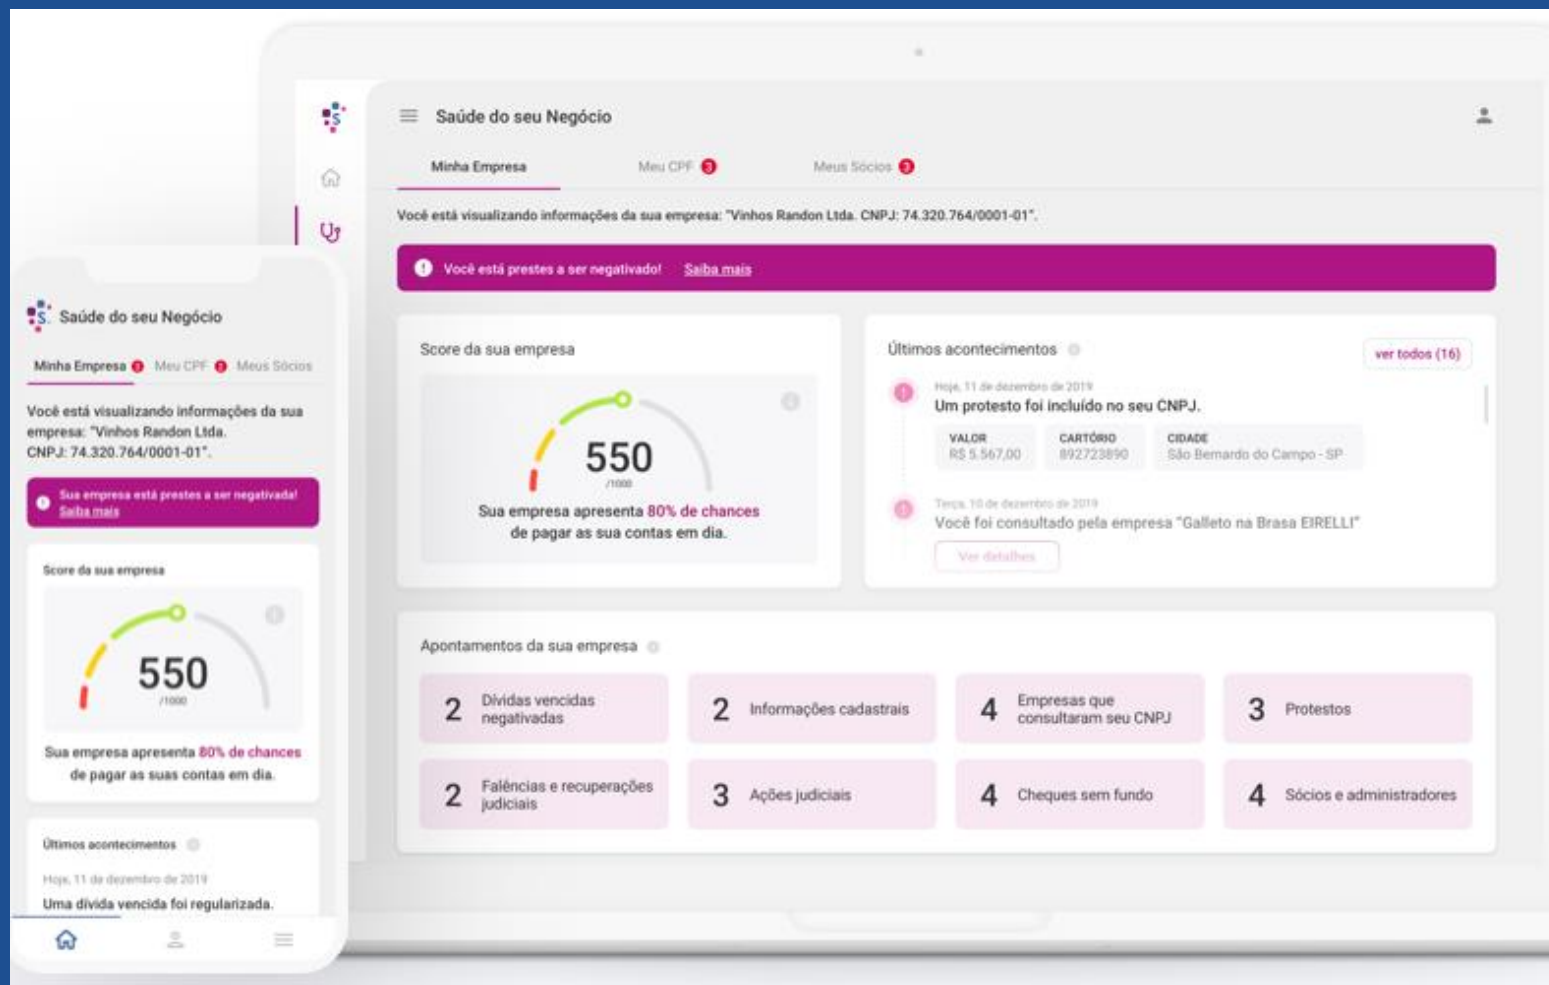 Saúde do seu Negócio
Minha Empresa
Meu CPF 3
Meus Sócios 3
Você está visualizando informações da sua empresa: "Vinhos Randon Ltda. CNPJ: 74.320.764/0001-01".
Você está prestes a ser negativado! Saiba mais
Score da sua empresa
550
/1000
Sua empresa apresenta 80% de chances
de pagar as sua contas em dia.
Últimos acontecimentos
ver todos (16)
Hoje, 11 de dezembro de 2019
Um protesto foi incluído no seu CNPJ.
VALOR
R$ 5.567,00
CARTÓRIO
892723890
CIDADE
São Bernardo do Campo - SP
Terça, 10 de dezembro de 2019
Você foi consultado pela empresa "Galleto na Brasa EIRELLI"
Ver detalhes
Apontamentos da sua empresa
2 Dívidas vencidas
negativadas
2 Informações cadastrais
4 Empresas que
consultaram seu CNPJ
3 Protestos
2 Falências e recuperações
judiciais
3 Ações judiciais
4 Cheques sem fundo
4 Sócios e administradores
S.
Saúde do seu Negócio
Minha Empresa
Meu CPF
Meus Sócios
Você está visualizando informações da sua
empresa: "Vinhos Randon Ltda.
CNPJ: 74.320.764/0001-01".
Sua empresa está prestes a ser negativada!
Saiba mais
Score da sua empresa
550
/1000
Sua empresa apresenta 80% de chances
de pagar as suas contas em dia.
Últimos acontecimentos
Hoje, 11 de dezembro de 2019
Uma dívida vencida foi regularizada.